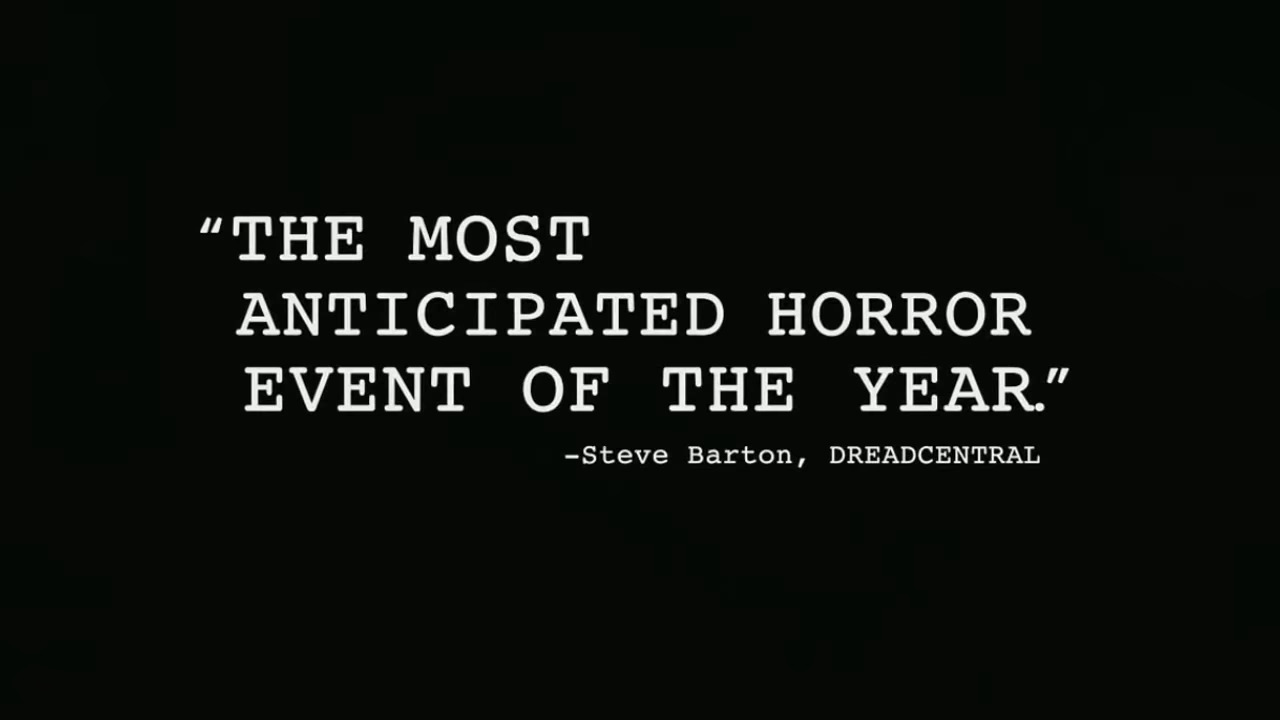 “THE MOST
ANTICIPATED HORROR
EVENT OF THE YEAR.”
–Steve Barton, DREADCENTRAL